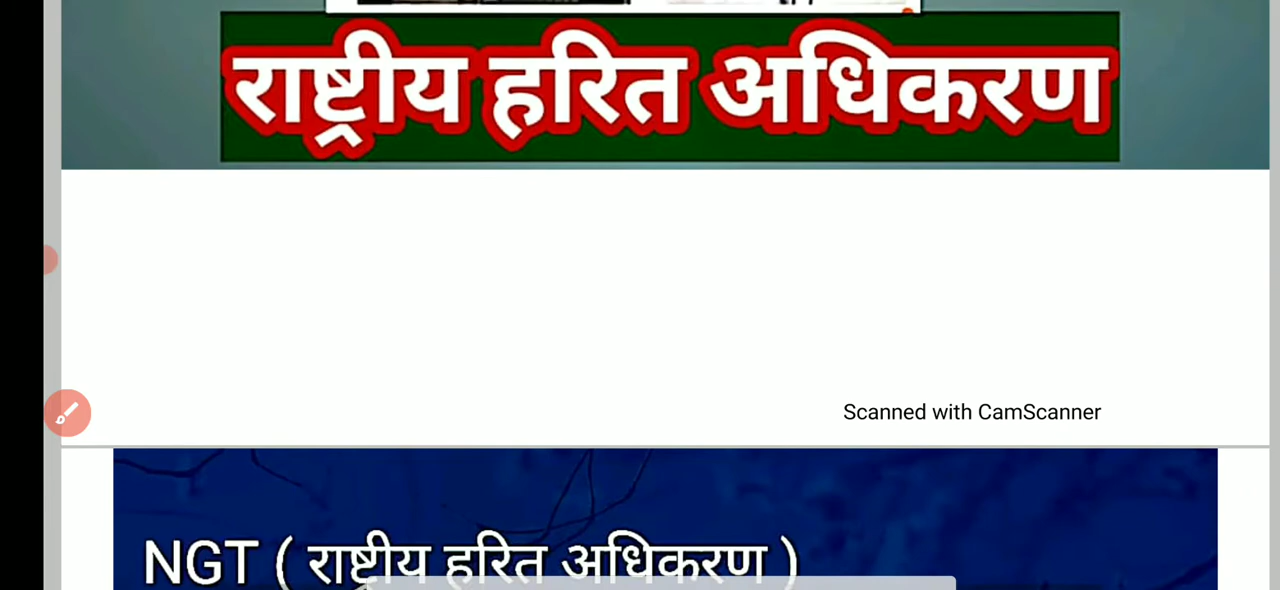 राष्ट्रीय हरित अधिकरण
Scanned with CamScanner
NGT ( राष्ट्रीय हरित अधिकरण )